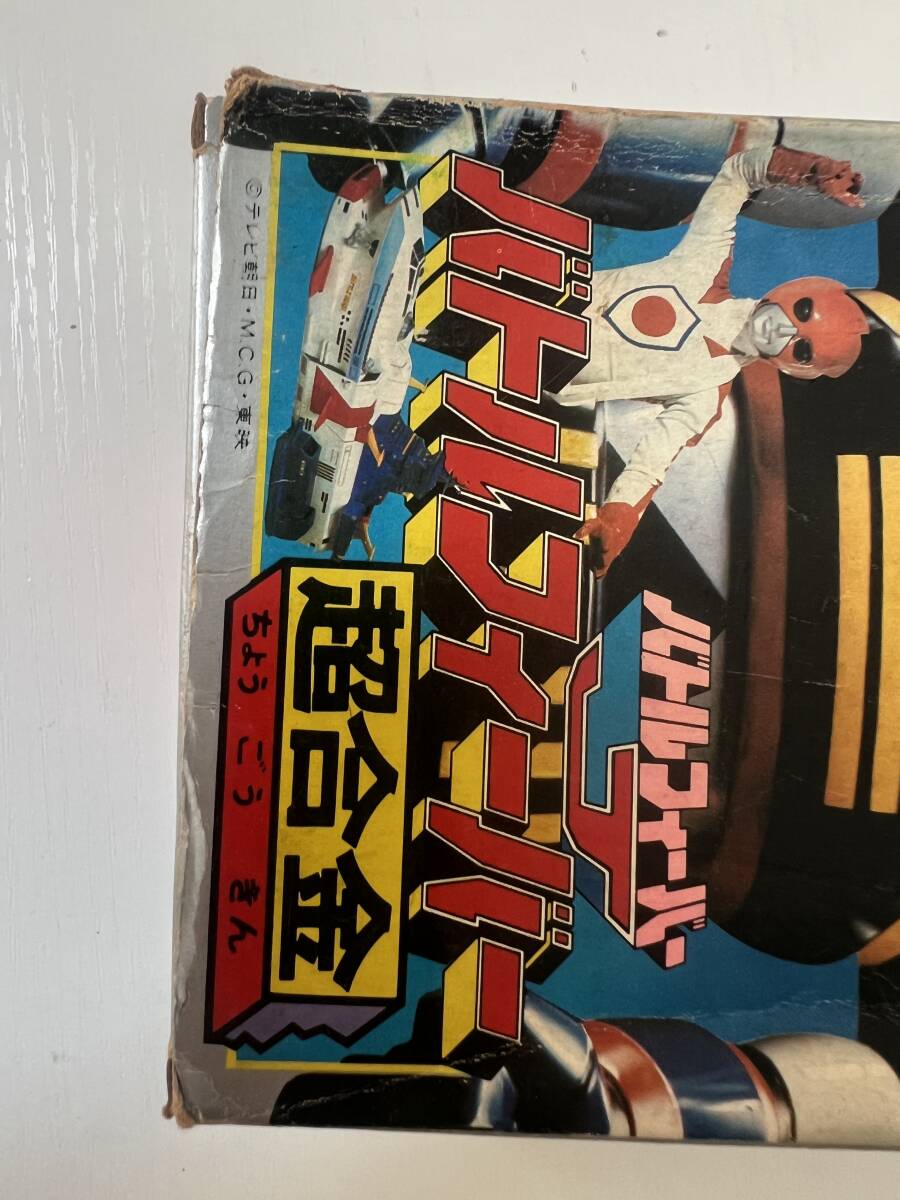 バトルフィーバー
J
バトルフィーバー
超合金
ちょう ごう きん
©テレビ朝日・M.C.G・東映